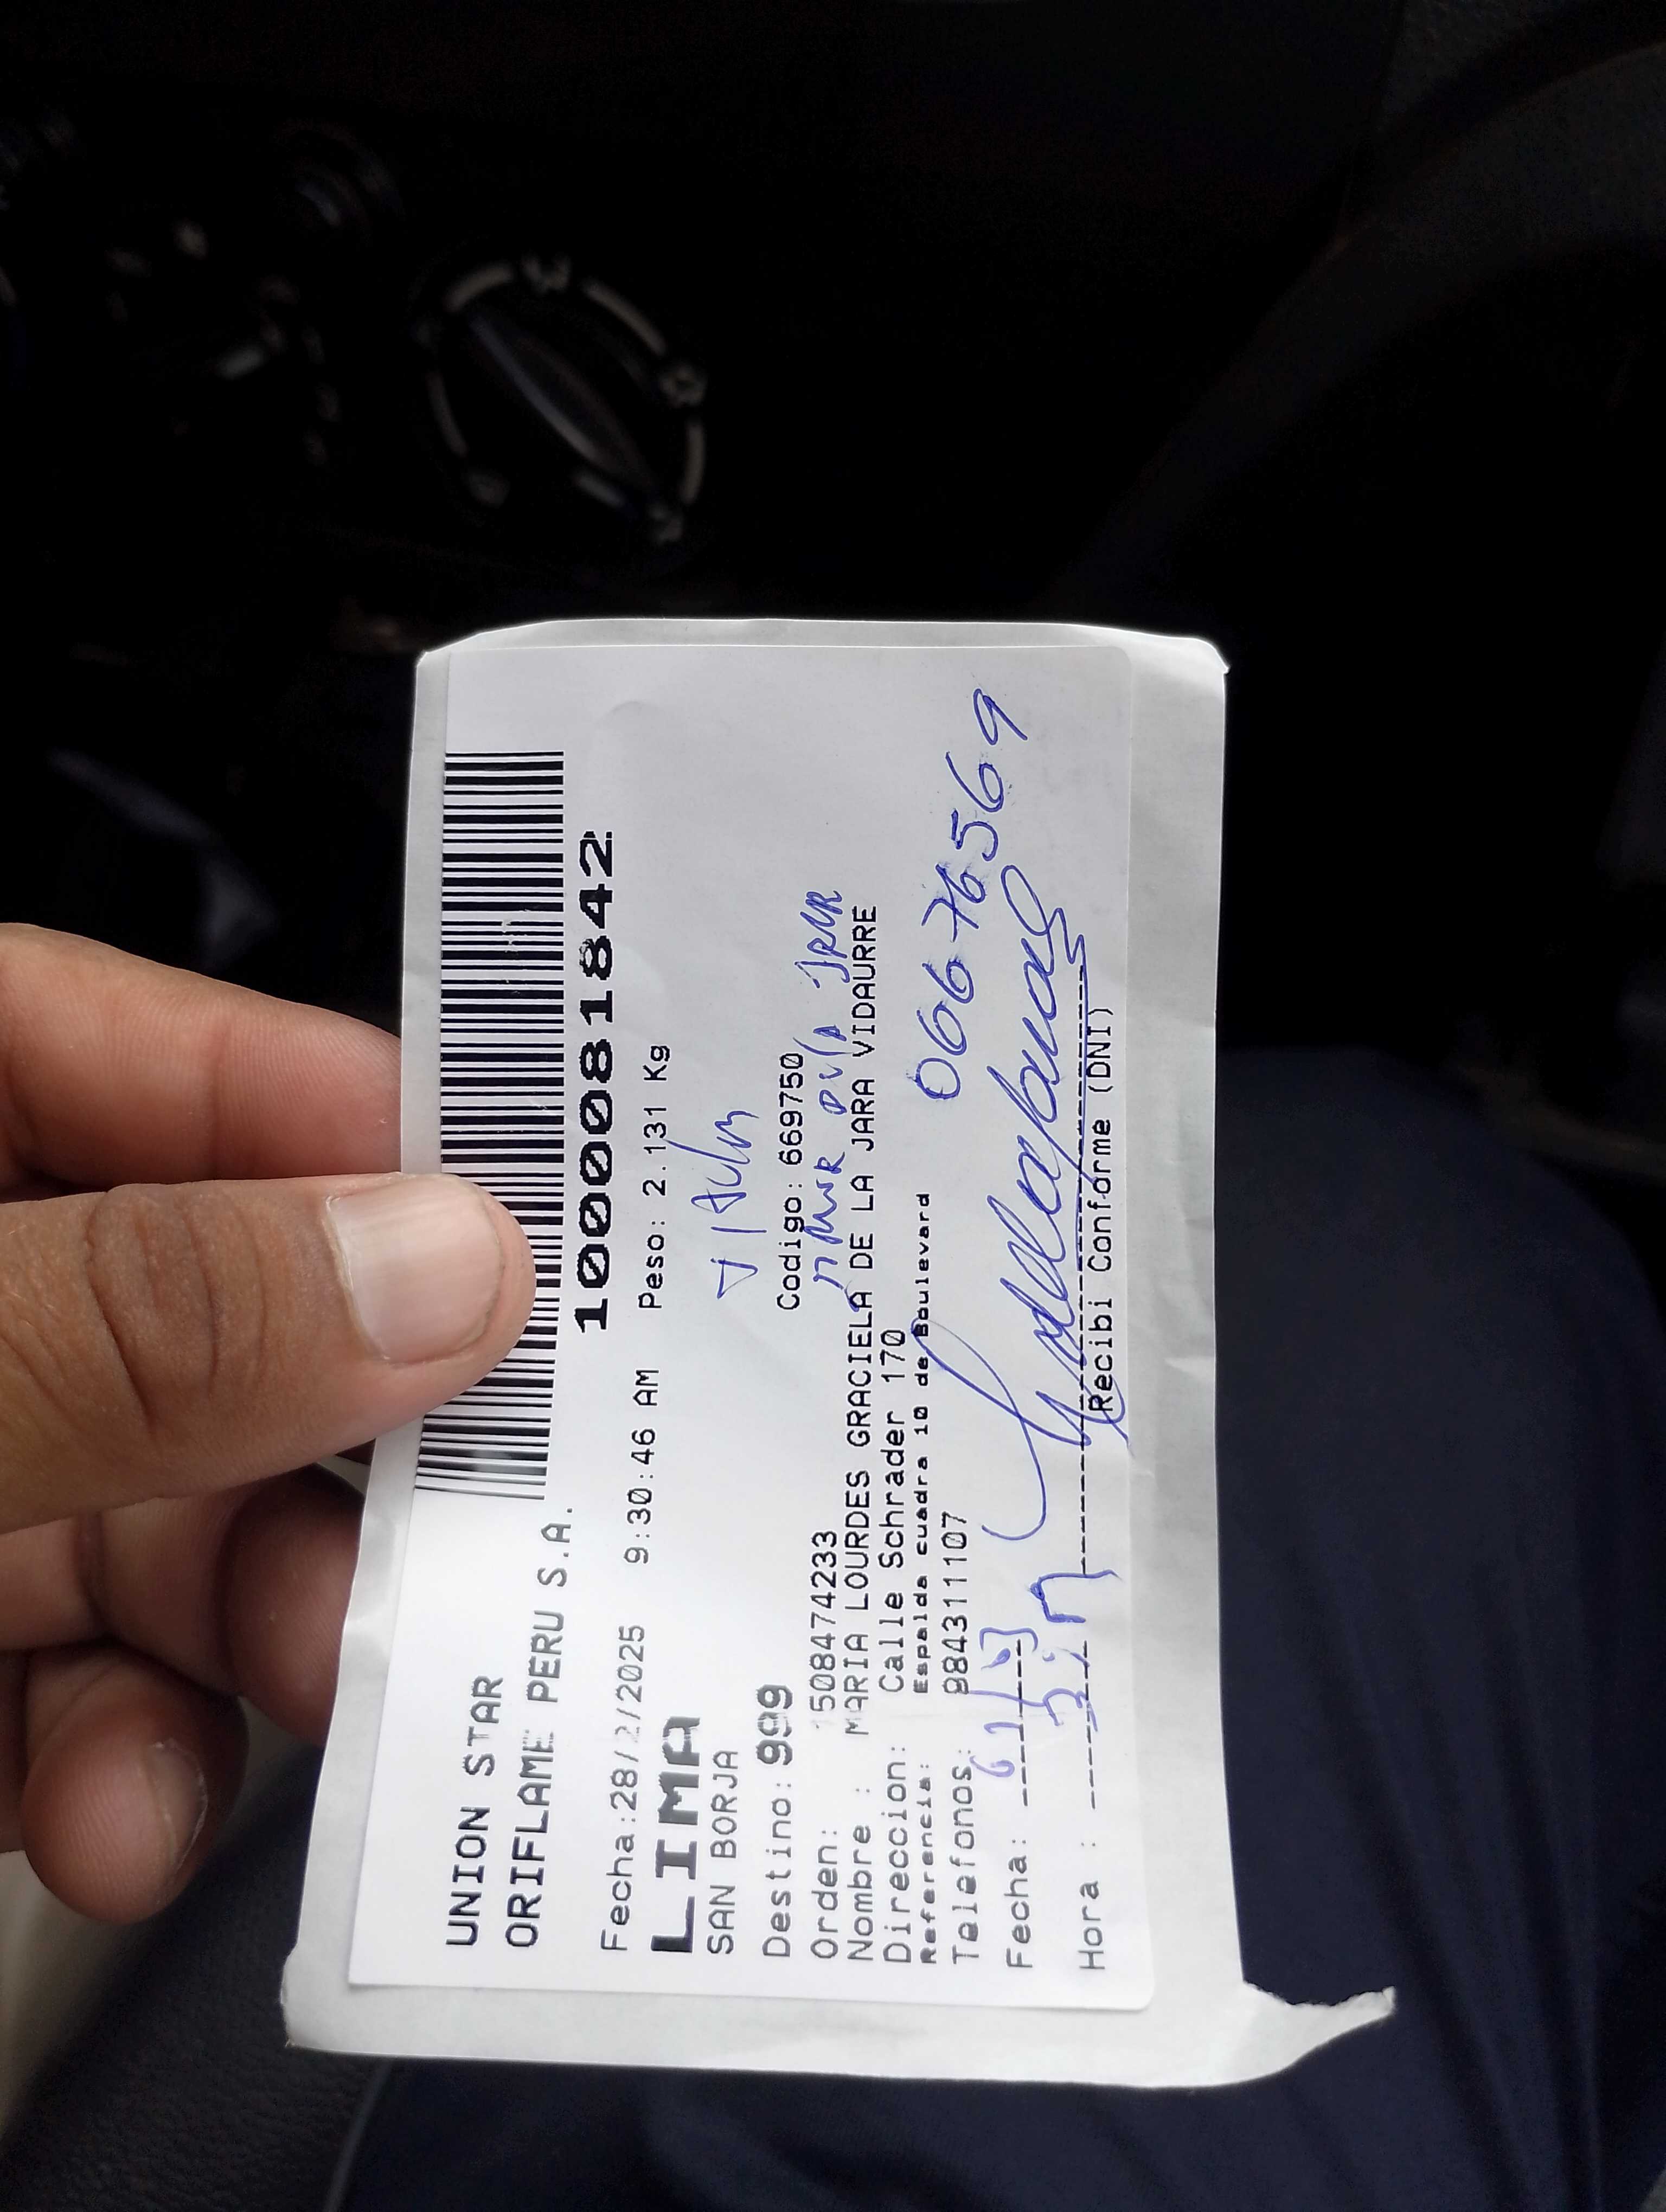 UNION STAR
ORIFLAME PERU S.A.
10000081842
Fecha:28/2/2025 9:30:46 AM Peso: 2.131 Kg
LIMA
SAN BORJA
Destino: 999
Codigo: 669750
Orden: 1508474233
Nombre : MARIA LOURDES GRACIELA DE LA JARA VIDAURRE
Direccion: Calle Schrader 170
Referencia: Espalda cuadra 10 de Boulevard
Telefonos: 984311107
06676569
Fecha:
Hora :
Recibi Conforme (DNI)